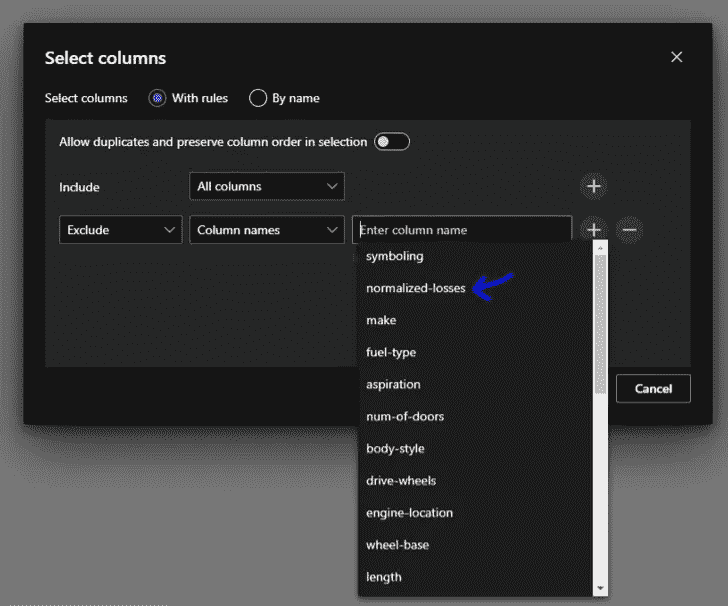 Select columns
Select columns With rules By name
Allow duplicates and preserve column order in selection
Include All columns
Exclude Column names Enter column name
symboling
normalized-losses
make
fuel-type
aspiration
num-of-doors
body-style
drive-wheels
engine-location
wheel-base
length
Cancel